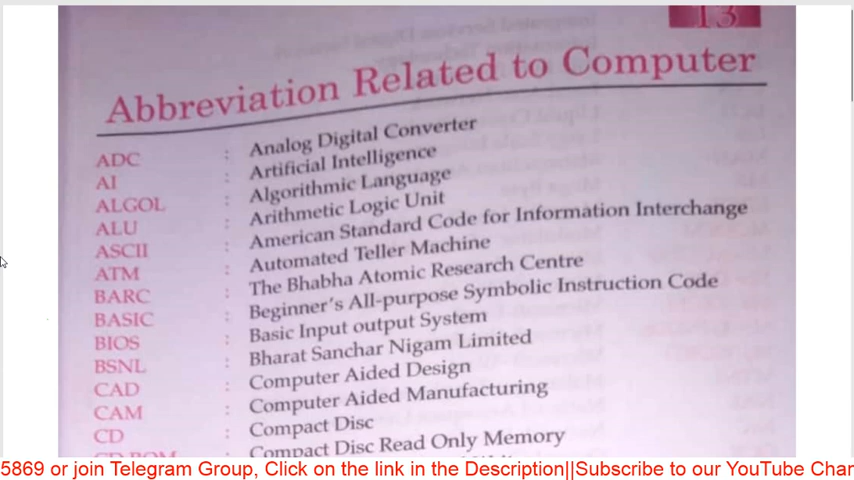 13
Abbreviation Related to Computer
ADC : Analog Digital Converter
AI : Artificial Intelligence
ALGOL : Algorithmic Language
ALU : Arithmetic Logic Unit
ASCII : American Standard Code for Information Interchange
ATM : Automated Teller Machine
BARC : The Bhabha Atomic Research Centre
BASIC : Beginner's All-purpose Symbolic Instruction Code
BIOS : Basic Input output System
BSNL : Bharat Sanchar Nigam Limited
CAD : Computer Aided Design
CAM : Computer Aided Manufacturing
CD : Compact Disc
CD ROM : Compact Disc Read Only Memory
5869 or join Telegram Group, Click on the link in the Description||Subscribe to our YouTube Chan